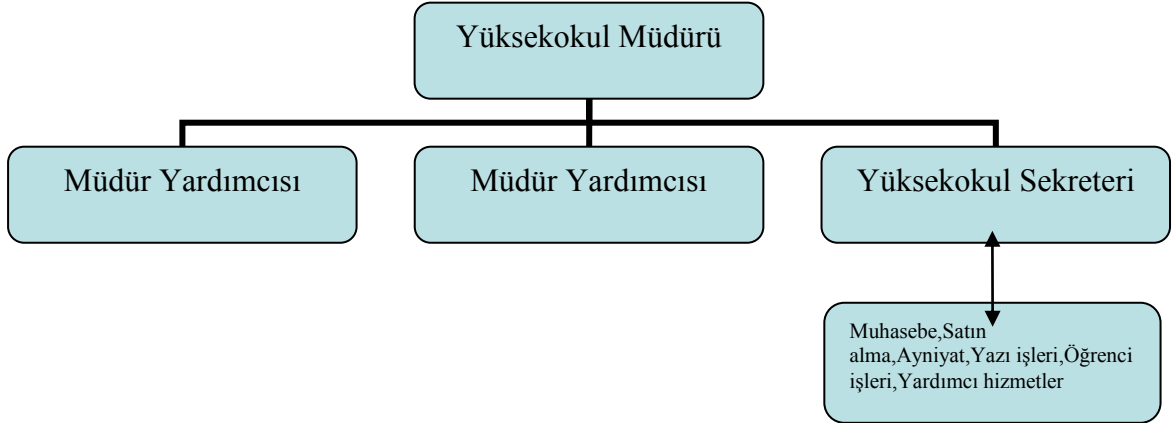 Yüksekokul Müdürü
Müdür Yardımcısı
Müdür Yardımcısı
Yüksekokul Sekreteri
Muhasebe,Satın
alma,Ayniyat,Yazı işleri,Öğrenci
işleri,Yardımcı hizmetler